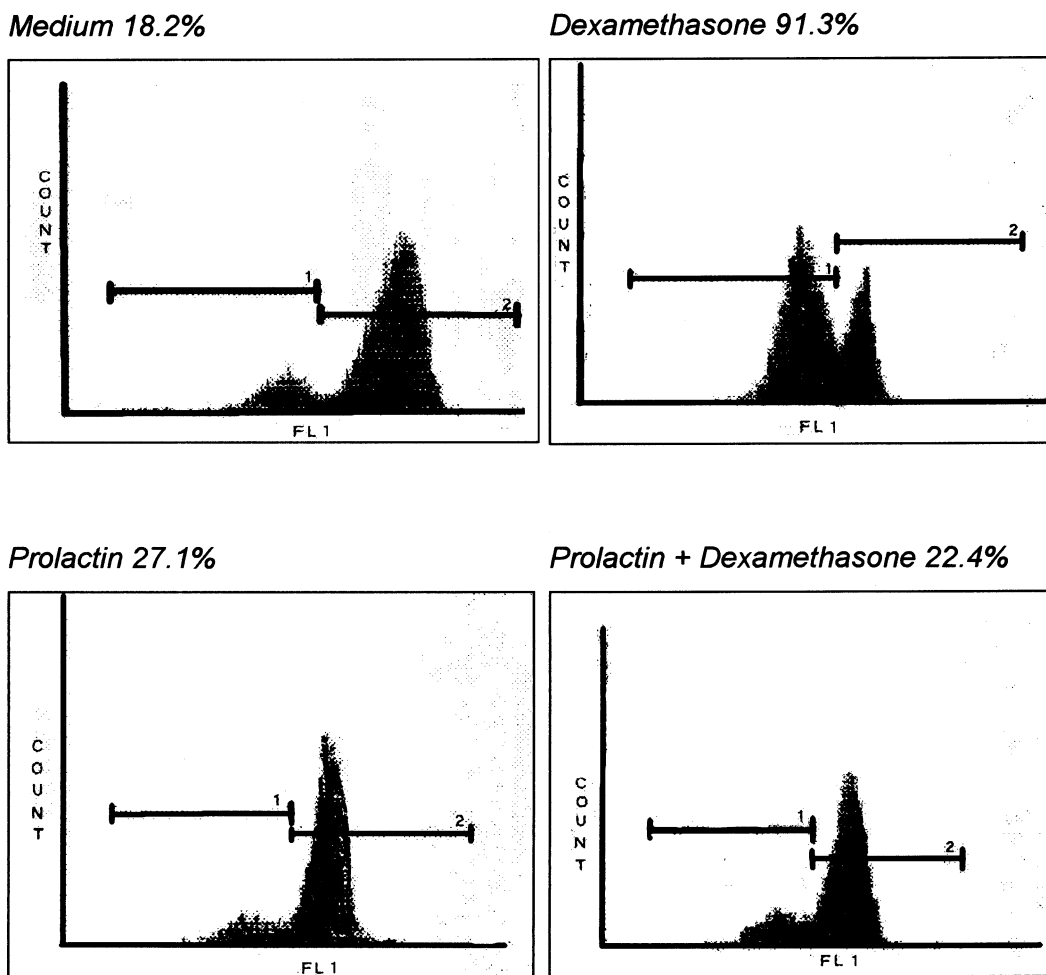 Medium 18.2%
COUNT
1
2
FL1
Dexamethasone 91.3%
COUNT
1
2
FL1
Prolactin 27.1%
COUNT
1
2
FL1
Prolactin + Dexamethasone 22.4%
COUNT
1
2
FL1